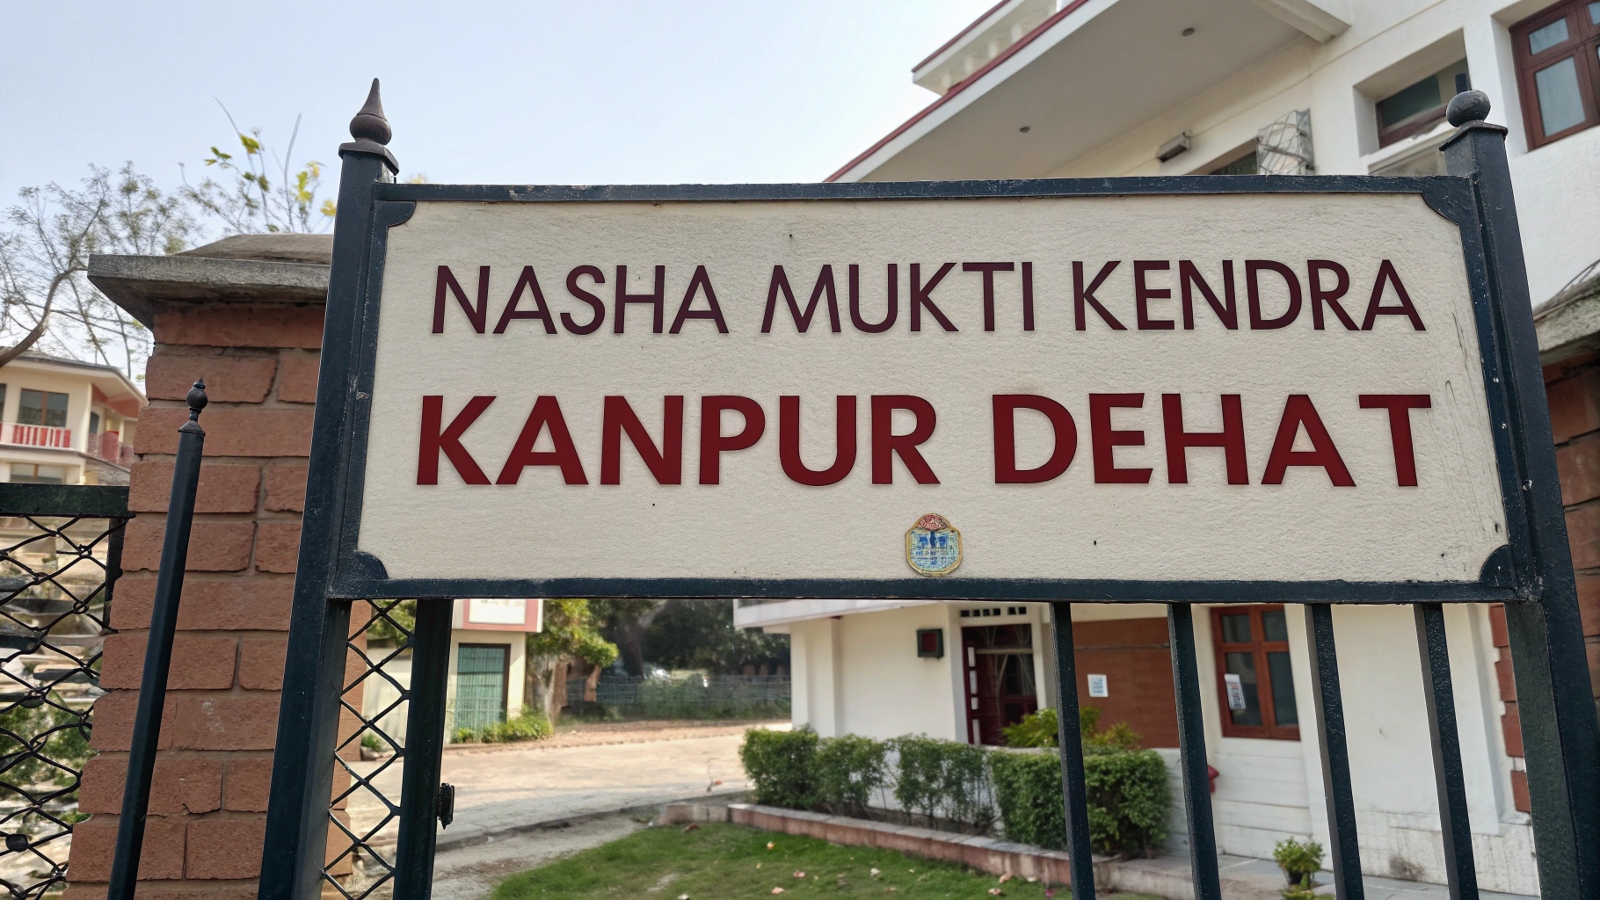 NASHA MUKTI KENDRA
KANPUR DEHAT